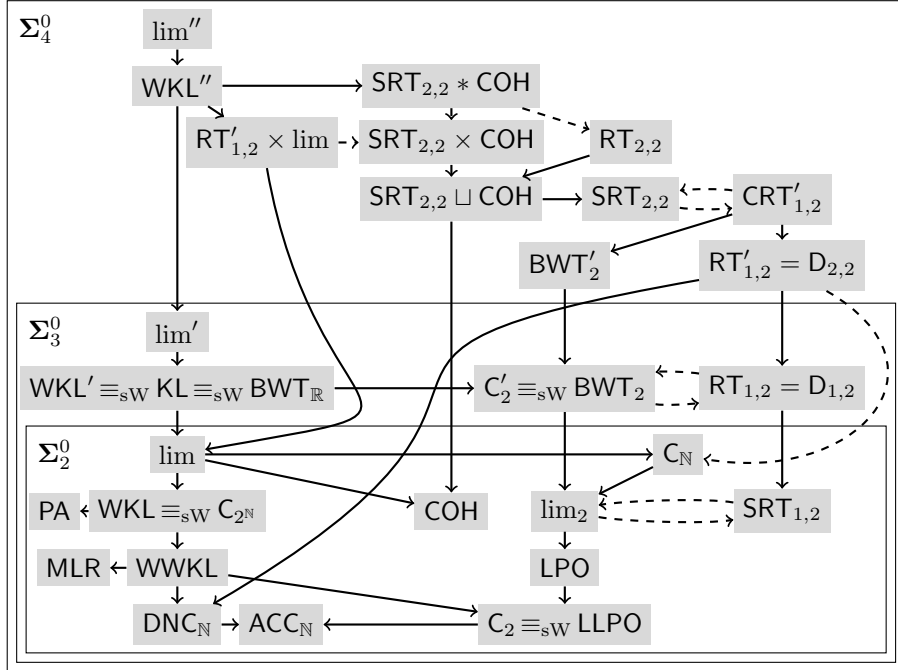 Σ⁰₄
lim′′
WKL′′
SRT₂,₂ ∗ COH
RT′₁,₂ × lim
SRT₂,₂ × COH
RT₂,₂
SRT₂,₂ ⊔ COH
SRT₂,₂
CRT′₁,₂
BWT′₂
RT′₁,₂ = D₂,₂
Σ⁰₃
lim′
WKL′ ≡sW KL ≡sW BWTℝ
C′₂ ≡sW BWT₂
RT₁,₂ = D₁,₂
Σ⁰₂
lim
Cℕ
PA
WKL ≡sW C₂ℕ
COH
lim₂
SRT₁,₂
MLR
WWKL
LPO
DNCℕ
ACCℕ
C₂ ≡sW LLPO